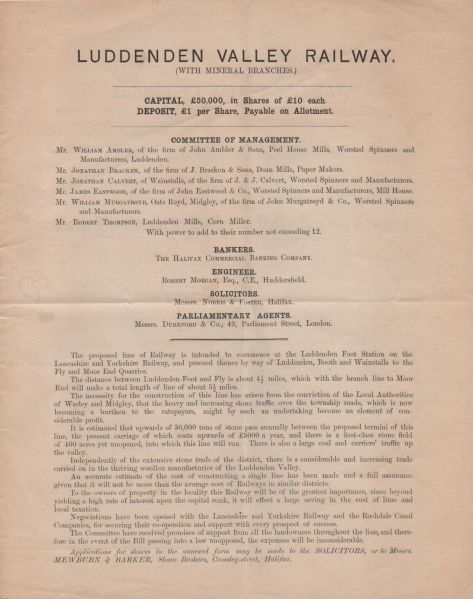 LUDDENDEN VALLEY RAILWAY.
(WITH MINERAL BRANCHES.)
CAPITAL, £50,000, in Shares of £10 each.
DEPOSIT, £1 per Share, Payable on Allotment.
COMMITTEE OF MANAGEMENT.
Mr. WILLIAM AMBLER, of the firm of John Ambler & Sons, Peel House Mills, Worsted Spinners and
Manufacturers, Luddenden.
Mr. JONATHAN BRACKEN, of the firm of J. Bracken & Sons, Dean Mills, Paper Makers.
Mr. JONATHAN CALVERT, of Wainstalls, of the firm of J. & J. Calvert, Worsted Spinners and Manufacturers.
Mr. JAMES EASTWOOD, of the firm of John Eastwood & Co., Worsted Spinners and Manufacturers, Mill House.
Mr. WILLIAM MURGATROYD, Oats Royd, Midgley, of the firm of John Murgatroyd & Co., Worsted Spinners
and Manufacturers.
Mr. ROBERT THOMPSON, Luddenden Mills, Corn Miller.
With power to add to their number not exceeding 12.
BANKERS.
THE HALIFAX COMMERCIAL BANKING COMPANY.
ENGINEER.
ROBERT MORGAN, Esq., C.E., Huddersfield.
SOLICITORS.
Messrs. NORRIS & FOSTER, Halifax.
PARLIAMENTARY AGENTS.
Messrs. DURNFORD & Co., 49, Parliament Street, London.
The proposed line of Railway is intended to commence at the Luddenden Foot Station on the
Lancashire and Yorkshire Railway, and proceed thence by way of Luddenden, Booth and Wainstalls to the
Fly and Moor End Quarries.
The distance between Luddenden-Foot and Fly is about 4½ miles, which with the branch line to Moor
End will make a total length of line of about 5½ miles.
The necessity for the construction of this line has arisen from the conviction of the Local Authorities
of Warley and Midgley, that the heavy and increasing stone traffic over the township roads, which is now
becoming a burthen to the ratepayers, might by such an undertaking become an element of con-
siderable profit.
It is estimated that upwards of 30,000 tons of stone pass annually between the proposed termini of this
line, the present carriage of which costs upwards of £5000 a year, and there is a first-class stone field
of 400 acres yet unopened, into which this line will run. There is also a large coal and carriers' traffic up
the valley.
Independently of the extensive stone trade of the district, there is a considerable and increasing trade
carried on in the thriving woollen manufactories of the Luddenden Valley.
An accurate estimate of the cost of constructing a single line has been made and a full assurance
given that it will not be more than the average cost of Railways in similar districts.
To the owners of property in the locality this Railway will be of the greatest importance, since beyond
yielding a high rate of interest upon the capital sunk, it will effect a large saving in the cost of lime and
local taxation.
Negociations have been opened with the Lancashire and Yorkshire Railway and the Rochdale Canal
Companies, for securing their co-operation and support with every prospect of success.
The Committee have received promises of support from all the landowners throughout the line, and there-
fore in the event of the Bill passing into a law unopposed, the expenses will be inconsiderable.
Applications for shares in the annexed form may be made to the SOLICITORS, or to Messrs.
MEWBURN & BARKER, Share Brokers, Crossley-street, Halifax.